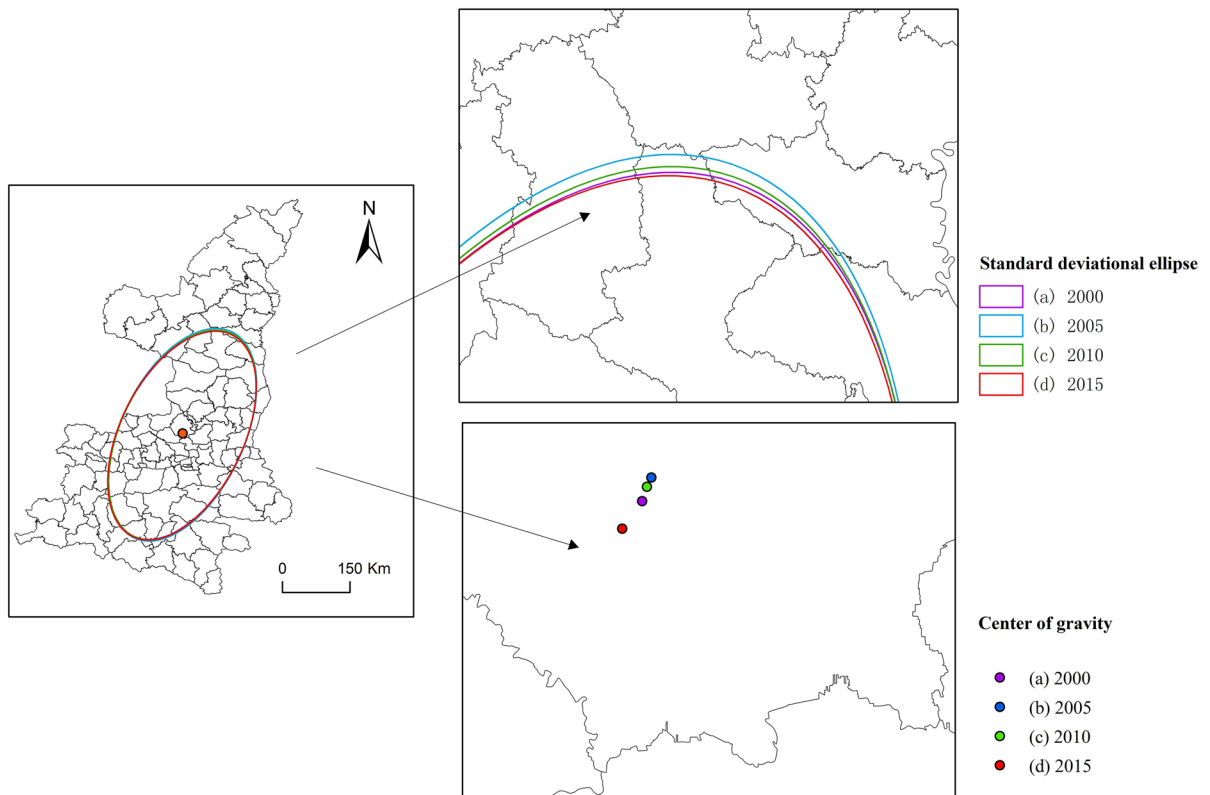 N
0 150 Km
Standard deviational ellipse
(a) 2000
(b) 2005
(c) 2010
(d) 2015
Center of gravity
(a) 2000
(b) 2005
(c) 2010
(d) 2015